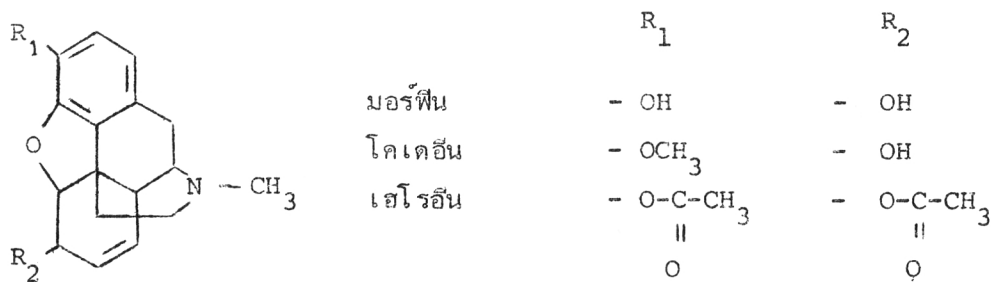 R1 R2
R1
มอร์ฟีน - OH - OH
O
โคเดอีน - OCH3 - OH
N - CH3
เฮโรอีน - O-C-CH3 - O-C-CH3
||
||
R2
O O